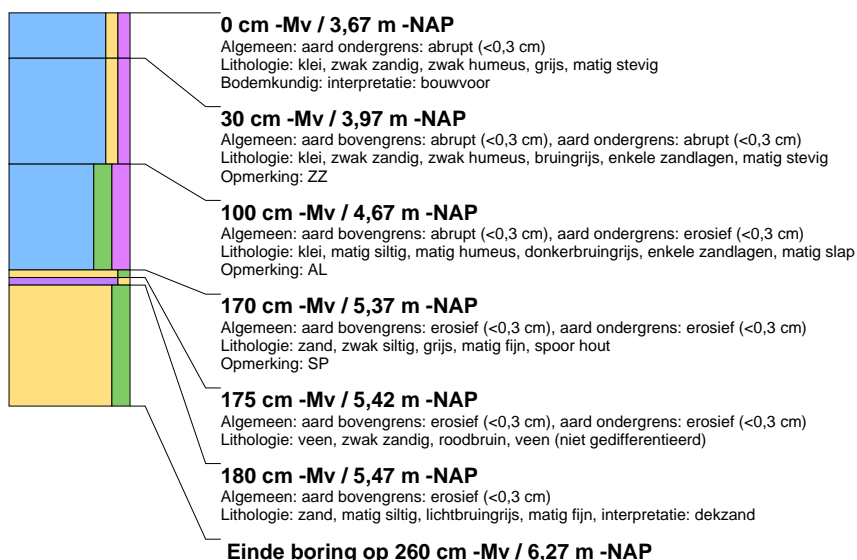 0 cm -Mv / 3,67 m -NAP
Algemeen: aard ondergrens: abrupt (<0,3 cm)
Lithologie: klei, zwak zandig, zwak humeus, grijs, matig stevig
Bodemkundig: interpretatie: bouwvoor
30 cm -Mv / 3,97 m -NAP
Algemeen: aard bovengrens: abrupt (<0,3 cm), aard ondergrens: abrupt (<0,3 cm)
Lithologie: klei, zwak zandig, zwak humeus, bruingrijs, enkele zandlagen, matig stevig
Opmerking: ZZ
100 cm -Mv / 4,67 m -NAP
Algemeen: aard bovengrens: abrupt (<0,3 cm), aard ondergrens: erosief (<0,3 cm)
Lithologie: klei, matig siltig, matig humeus, donkerbruingrijs, enkele zandlagen, matig slap
Opmerking: AL
170 cm -Mv / 5,37 m -NAP
Algemeen: aard bovengrens: erosief (<0,3 cm), aard ondergrens: erosief (<0,3 cm)
Lithologie: zand, zwak siltig, grijs, matig fijn, spoor hout
Opmerking: SP
175 cm -Mv / 5,42 m -NAP
Algemeen: aard bovengrens: erosief (<0,3 cm), aard ondergrens: erosief (<0,3 cm)
Lithologie: veen, zwak zandig, roodbruin, veen (niet gedifferentieerd)
180 cm -Mv / 5,47 m -NAP
Algemeen: aard bovengrens: erosief (<0,3 cm)
Lithologie: zand, matig siltig, lichtbruingrijs, matig fijn, interpretatie: dekzand
Einde boring op 260 cm -Mv / 6,27 m -NAP